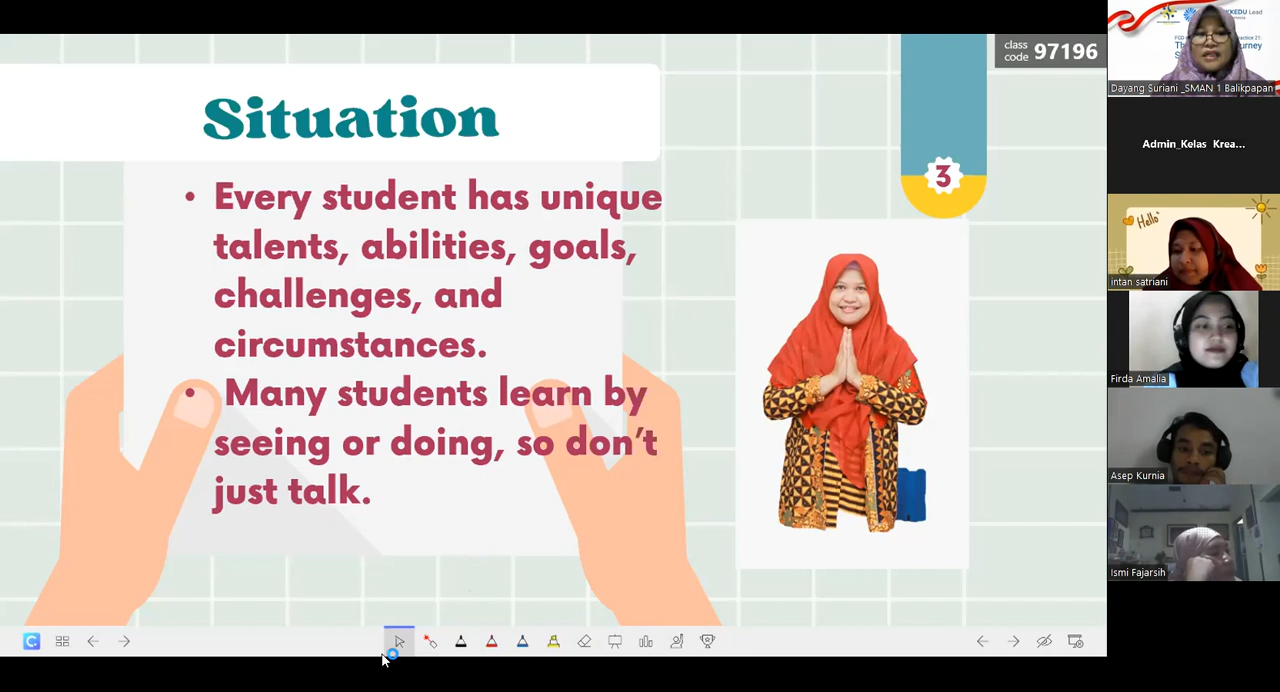 Situation
• Every student has unique
talents, abilities, goals,
challenges, and
circumstances.
• Many students learn by
seeing or doing, so don't
just talk.
3
class
code 97196
Dayang Suriani _SMAN 1 Balikpapan
Admin_Kelas Krea...
Hello
intan satriani
Firda Amalia
Asep Kurnia
Ismi Fajarsih